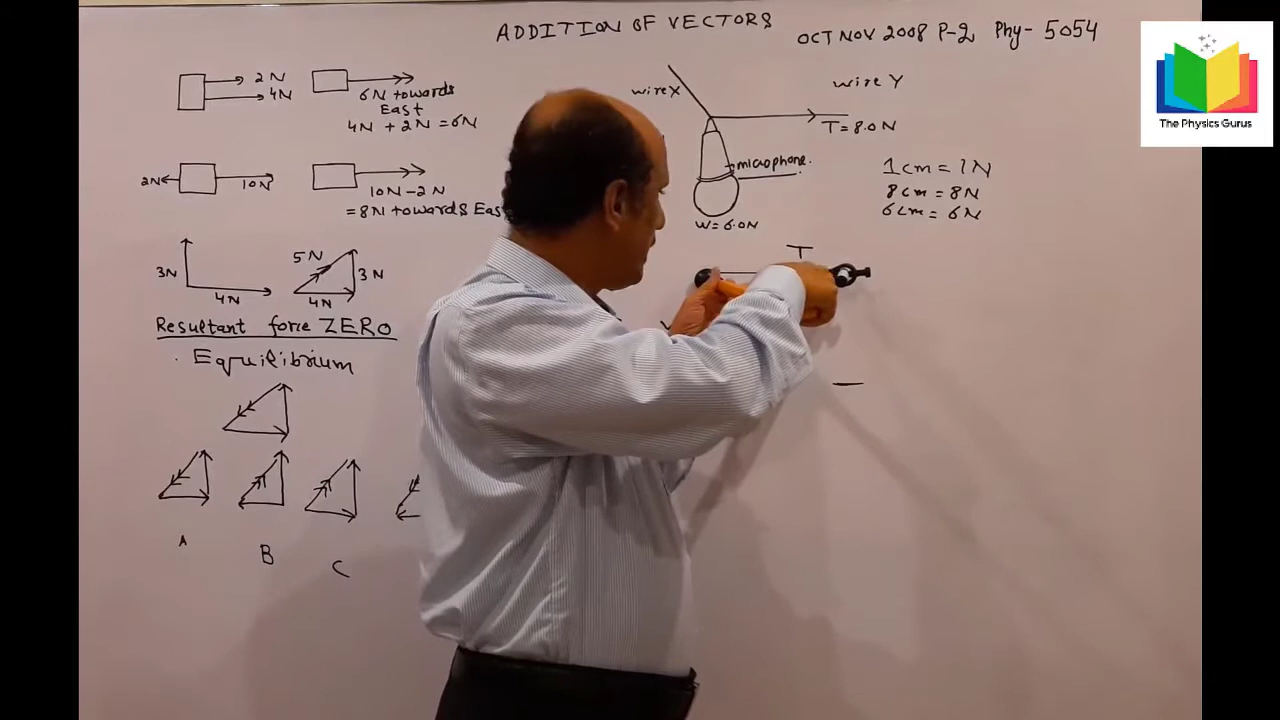 ADDITION OF VECTORS
OCT NOV 2008 P-2 Phy- 5054
The Physics Gurus
2N
4N
6N towards
East
4N + 2N = 6N
2N
10N
10N - 2N
= 8N towards East
3N
4N
5N
3N
4N
Resultant force ZERO
Equilibrium
A
B
C
wire X
wire Y
T = 8.0N
microphone.
W = 6.0N
1cm = 1N
8cm = 8N
6cm = 6N
T